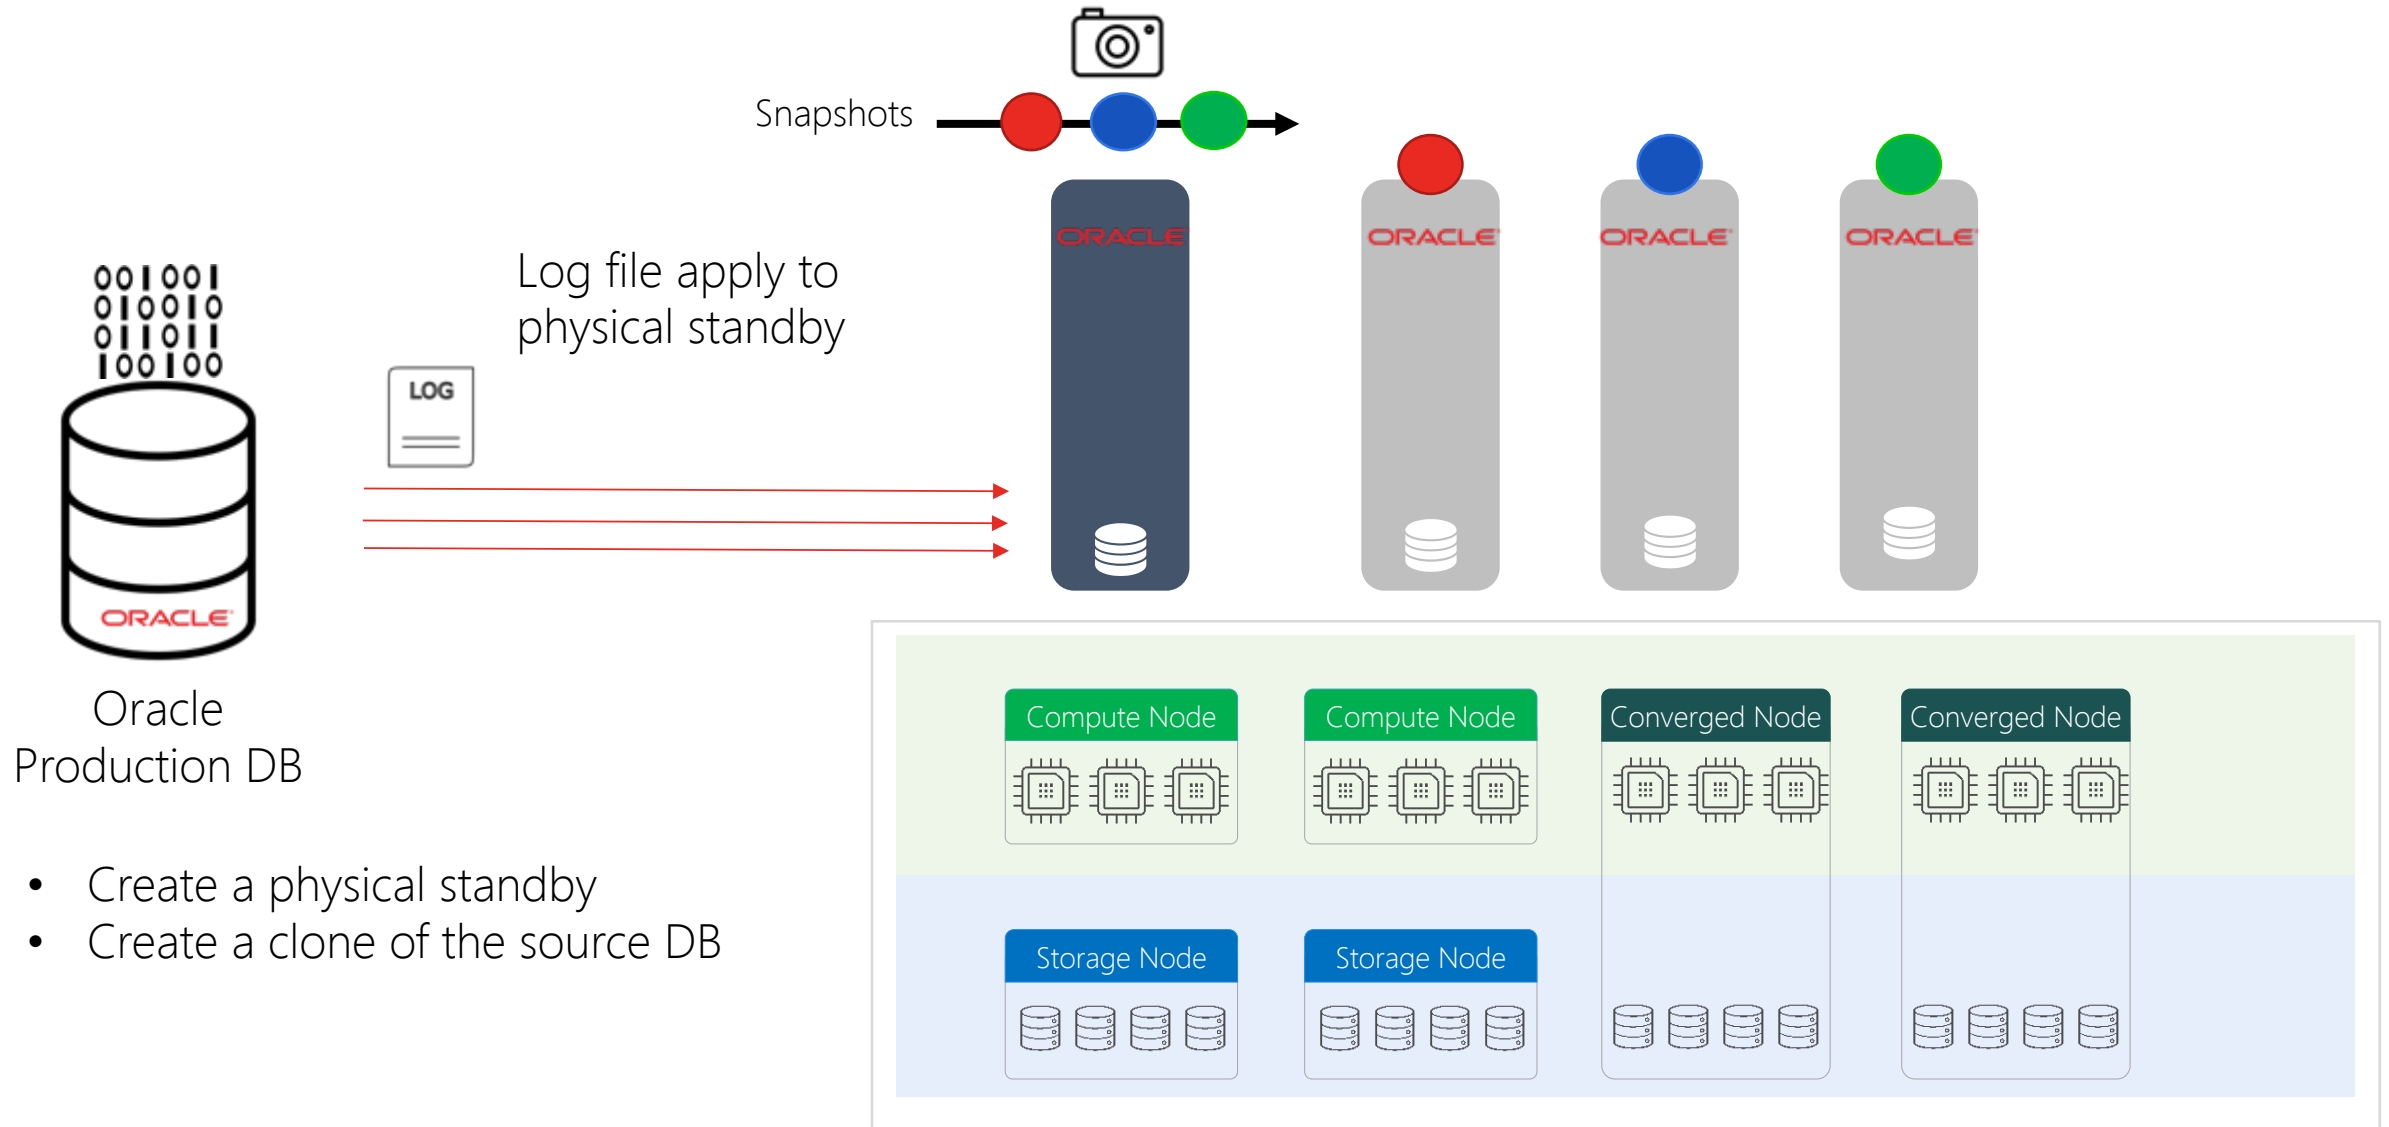 Snapshots
Log file apply to
physical standby
001001
010010
011011
100100
LOG
ORACLE
ORACLE
ORACLE
ORACLE
ORACLE
Oracle
Production DB
• Create a physical standby
• Create a clone of the source DB
Compute Node
Compute Node
Converged Node
Converged Node
Storage Node
Storage Node